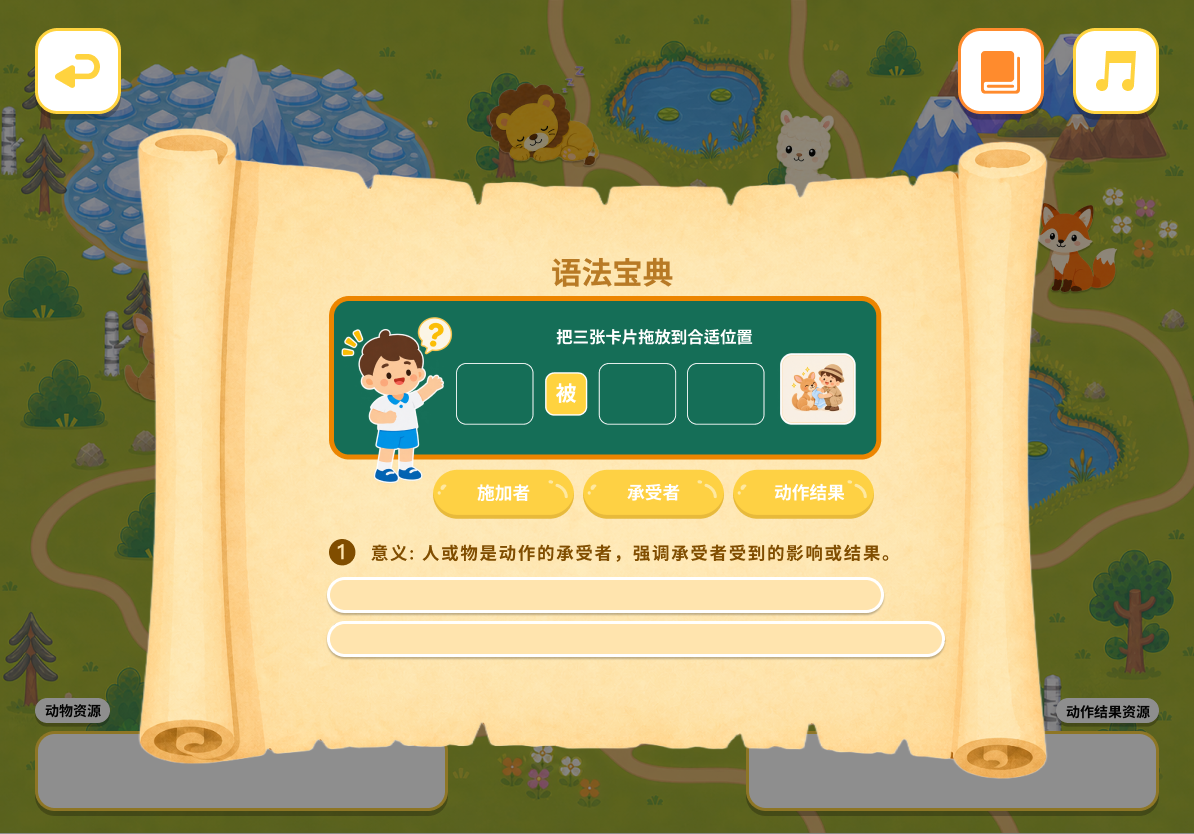 语法宝典
?
把三张卡片拖放到合适位置
被
施加者
承受者
动作结果
1 意义: 人或物是动作的承受者，强调承受者受到的影响或结果。
动物资源
动作结果资源